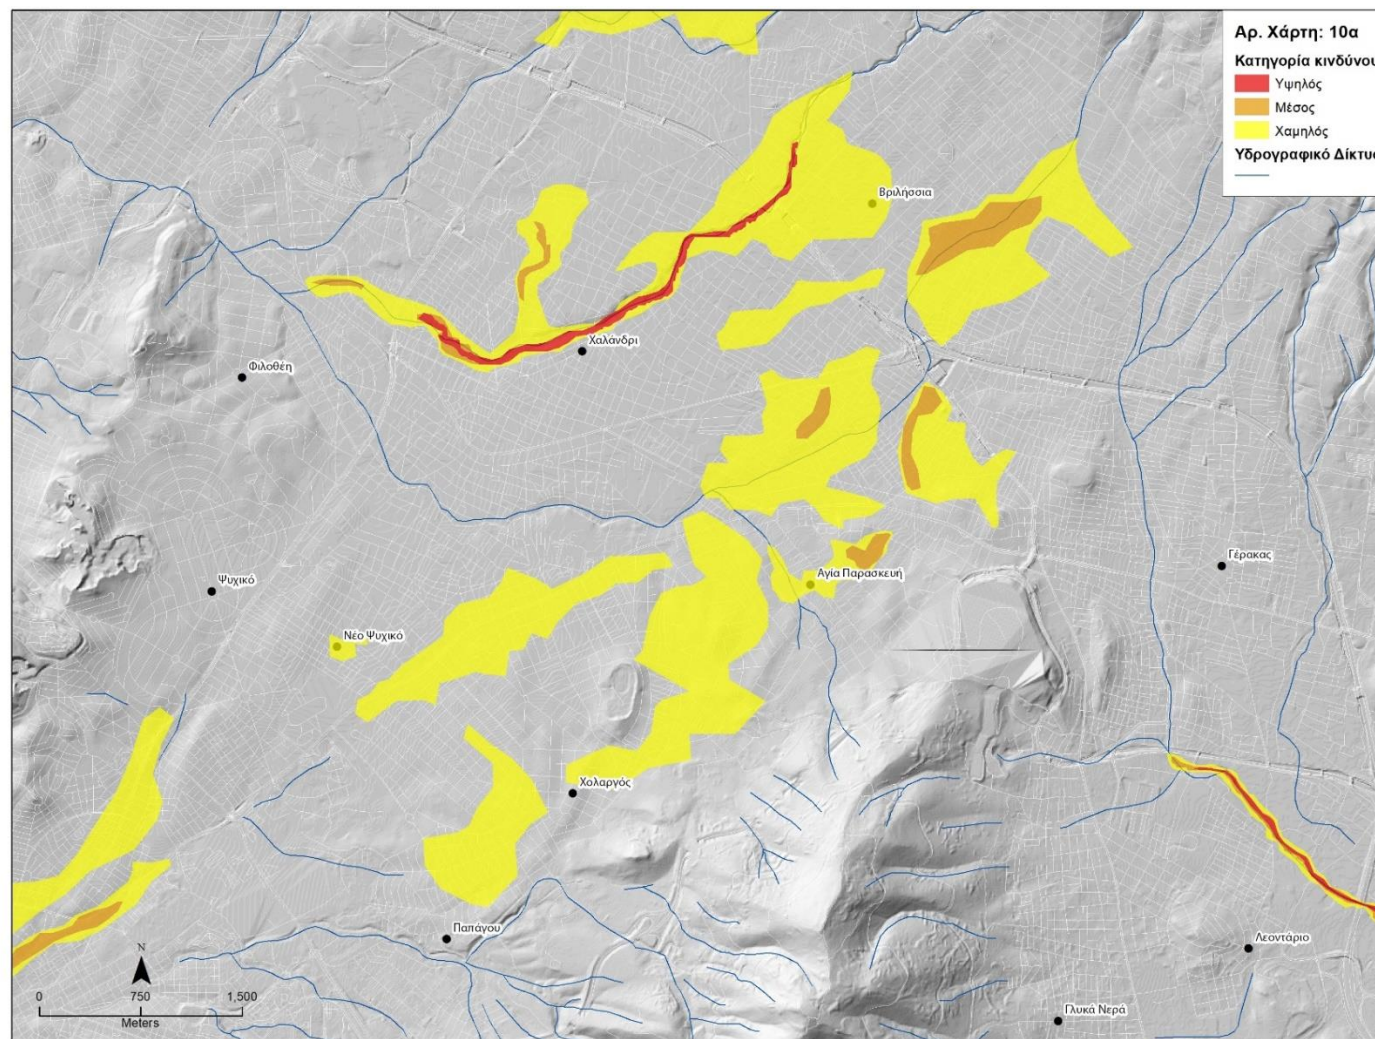 Αρ. Χάρτη: 10α
Κατηγορία κινδύνου
Υψηλός
Μέσος
Χαμηλός
Υδρογραφικό Δίκτυο
Βριλήσσια
Χαλάνδρι
Φιλοθέη
Γέρακας
Αγία Παρασκευή
Ψυχικό
Νέο Ψυχικό
Χολαργός
Παπάγου
Λεοντάριο
Γλυκά Νερά
N
0 750 1,500
Meters